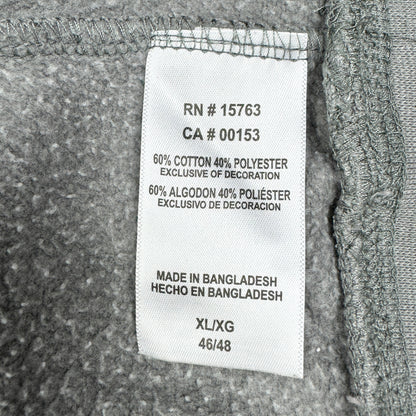 RN # 15763
CA # 00153
60% COTTON 40% POLYESTER
EXCLUSIVE OF DECORATION
60% ALGODON 40% POLIÉSTER
EXCLUSIVO DE DECORACION
MADE IN BANGLADESH
HECHO EN BANGLADESH
XL/XG
46/48